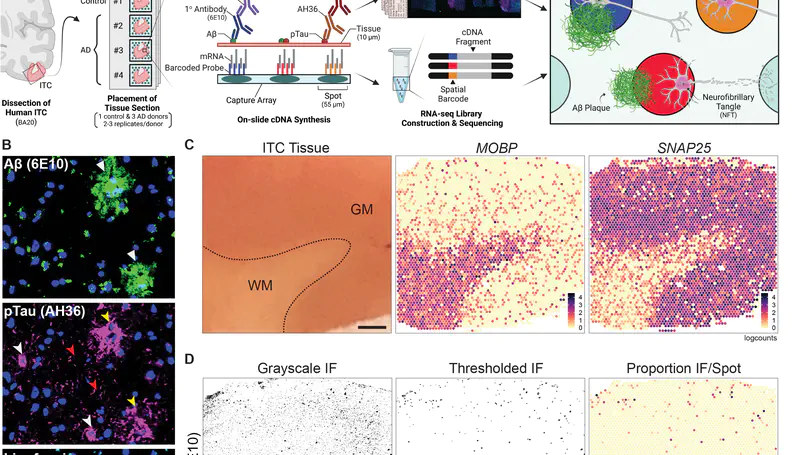 Control
#1
#2
AD
#3
#4
ITC
Dissection of
Human ITC
(BA20)
Placement of
Tissue Section
1 control & 3 AD donors
2-3 replicates/donor
1° Antibody
(6E10)
AH36
Aβ
pTau
Tissue
(10 μm)
mRNA
Barcoded Probe
Capture Array
Spot
(55 μm)
On-slide cDNA Synthesis
cDNA
Fragment
Spatial
Barcode
RNA-seq Library
Construction & Sequencing
Aβ Plaque
Neurofibrillary
Tangle
(NFT)
B
Aβ (6E10)
pTau (AH36)
C
ITC Tissue
GM
WM
MOBP
4
3
2
1
0
SNAP25
4
3
2
1
0
logcounts
D
Grayscale IF
Thresholded IF
Proportion IF/Spot
E10)